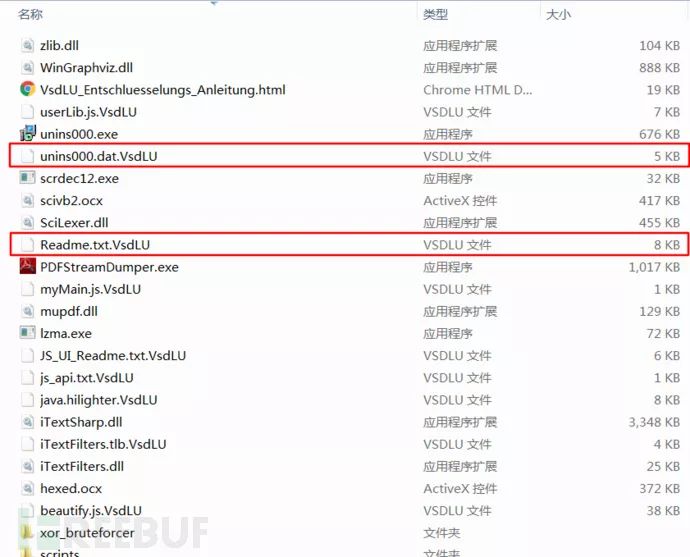 名称 类型 大小
zlib.dll 应用程序扩展 104 KB
WinGraphviz.dll 应用程序扩展 888 KB
VsdLU_Entschluesselungs_Anleitung.html Chrome HTML D... 19 KB
userLib.js.VsdLU VSDLU 文件 7 KB
unins000.exe 应用程序 676 KB
unins000.dat.VsdLU VSDLU 文件 5 KB
scrdec12.exe 应用程序 32 KB
scivb2.ocx ActiveX 控件 417 KB
SciLexer.dll 应用程序扩展 455 KB
Readme.txt.VsdLU VSDLU 文件 8 KB
PDFStreamDumper.exe 应用程序 1,017 KB
myMain.js.VsdLU VSDLU 文件 1 KB
mupdf.dll 应用程序扩展 129 KB
lzma.exe 应用程序 72 KB
JS_UI_Readme.txt.VsdLU VSDLU 文件 6 KB
js_api.txt.VsdLU VSDLU 文件 1 KB
java.hilighter.VsdLU VSDLU 文件 8 KB
iTextSharp.dll 应用程序扩展 3,348 KB
iTextFilters.tlb.VsdLU VSDLU 文件 4 KB
iTextFilters.dll 应用程序扩展 25 KB
hexed.ocx ActiveX 控件 372 KB
beautify.js.VsdLU VSDLU 文件 38 KB
REEBUF
xor_bruteforcer 文件夹
scripts 文件夹